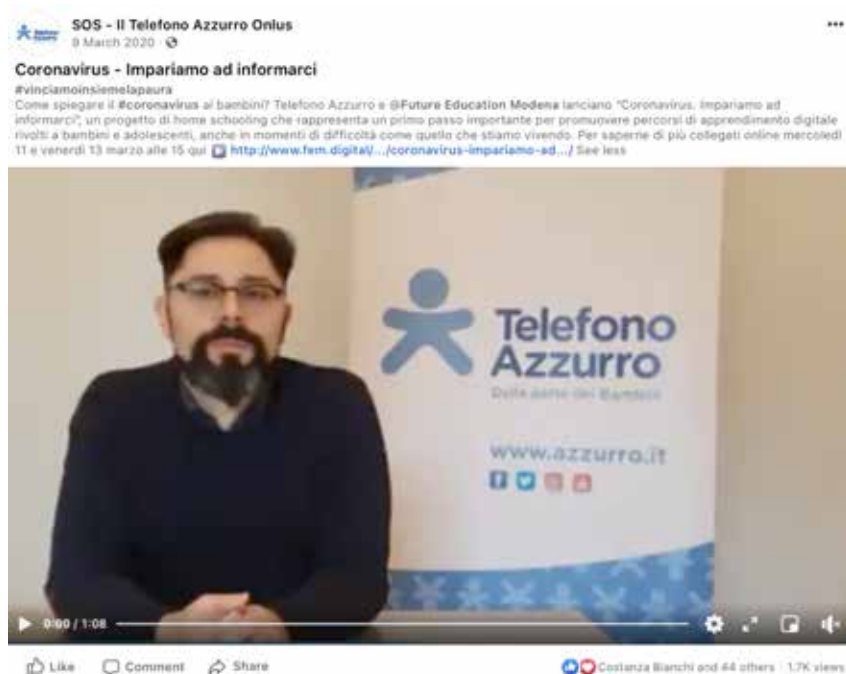 SOS - Il Telefono Azzurro Onlus
9 March 2020
Coronavirus - Impariamo ad informarci
#vinciamoinsiemelapaura
Come spiegare il #coronavirus ai bambini? Telefono Azzurro e @Future Education Modena lanciano "Coronavirus. Impariamo ad
informarci", un progetto di home schooling che rappresenta un primo passo importante per promuovere percorsi di apprendimento digitale
rivolti a bambini e adolescenti, anche in momenti di difficoltà come quello che stiamo vivendo. Per saperne di più collegati online mercoledì
11 e venerdì 13 marzo alle 15 qui http://www.fem.digital/.../coronavirus-impariamo-ad.../ See less
Telefono
Azzurro
Dalla parte dei Bambini
www.azzurro.it
0:00 / 1:08
Like Comment Share Costanza Bianchi and 44 others · 1.7K views